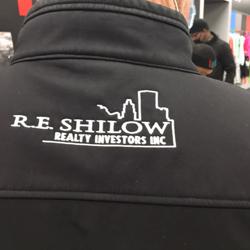 R.E. SHILOW
REALTY INVESTORS INC